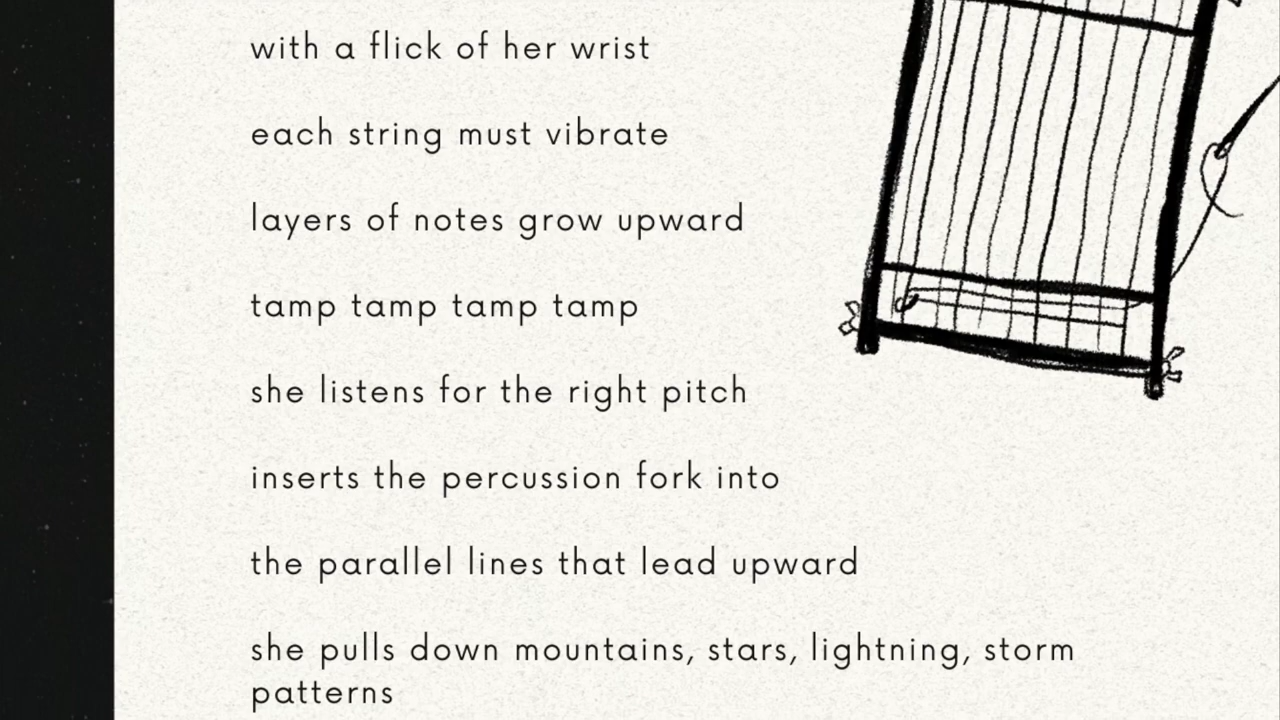 with a flick of her wrist
each string must vibrate
layers of notes grow upward
tamp tamp tamp tamp
she listens for the right pitch
inserts the percussion fork into
the parallel lines that lead upward
she pulls down mountains, stars, lightning, storm
patterns